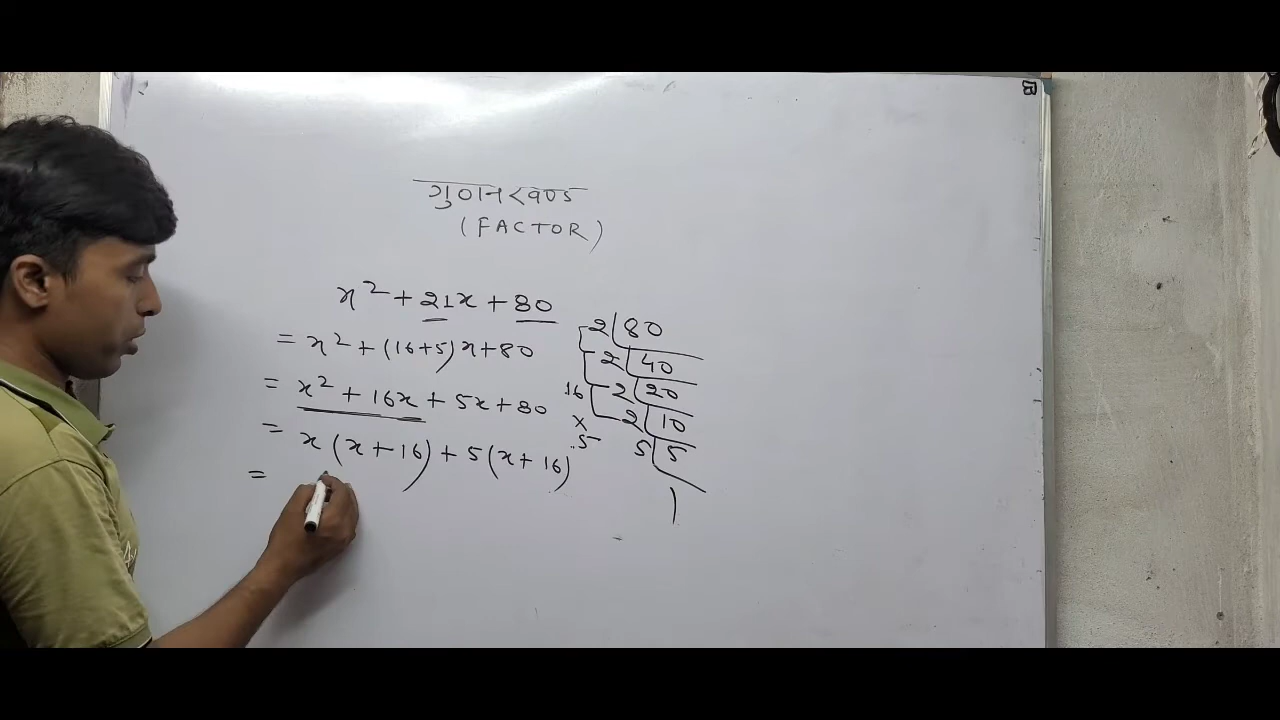 गुणनखण्ड
(FACTOR)
x² + 21x + 80
= x² + (16+5)x + 80
= x² + 16x + 5x + 80
= x(x + 16) + 5(x + 16)
=
2 80
2 40
2 20
2 10
5 5
1
16
x
5